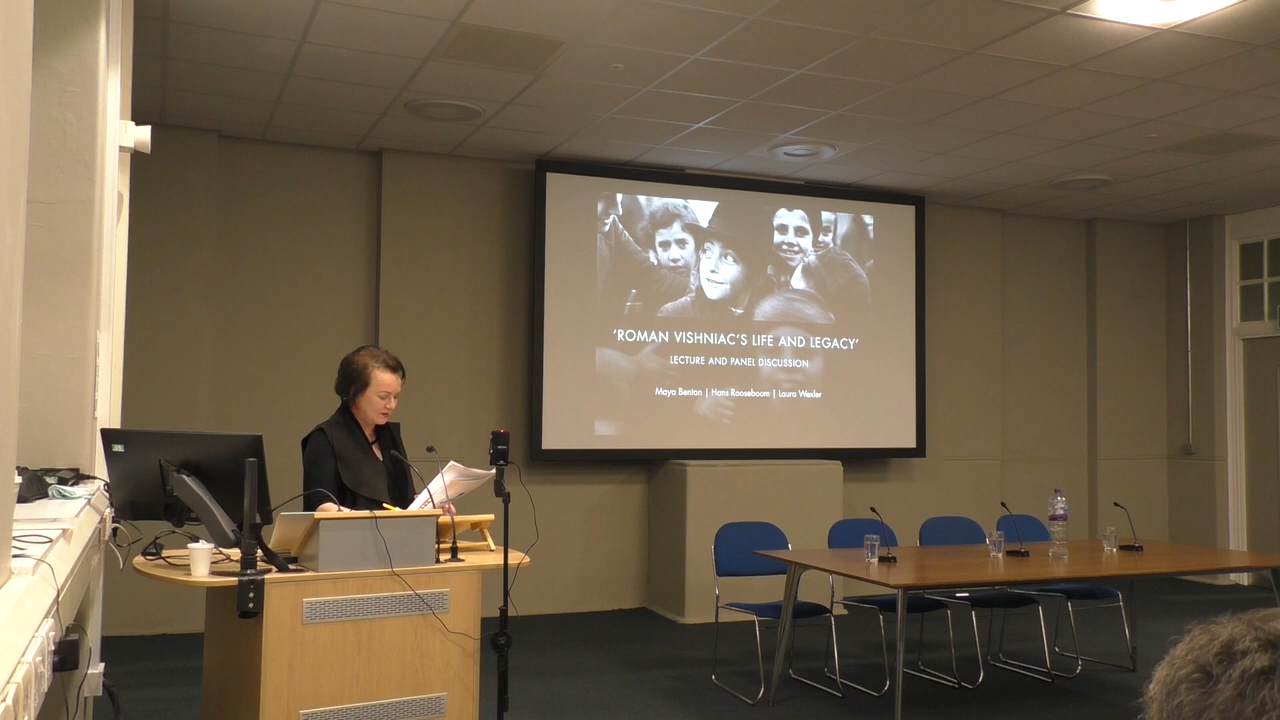 'ROMAN VISHNIAC'S LIFE AND LEGACY'
LECTURE AND PANEL DISCUSSION
Maya Benton | Hans Rooseboom | Laura Wexler